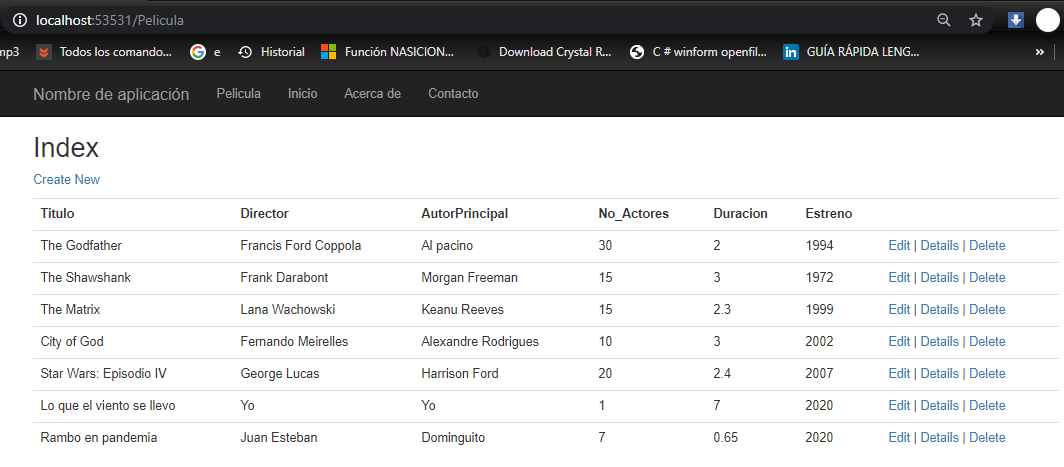 localhost:53531/Pelicula
mp3 Todos los comando... e Historial Función NASICION... Download Crystal R... C # winform openfil... in GUÍA RÁPIDA LENG... »
Nombre de aplicación Pelicula Inicio Acerca de Contacto
Index
Create New
Titulo Director AutorPrincipal No_Actores Duracion Estreno
The Godfather Francis Ford Coppola Al pacino 30 2 1994 Edit | Details | Delete
The Shawshank Frank Darabont Morgan Freeman 15 3 1972 Edit | Details | Delete
The Matrix Lana Wachowski Keanu Reeves 15 2.3 1999 Edit | Details | Delete
City of God Fernando Meirelles Alexandre Rodrigues 10 3 2002 Edit | Details | Delete
Star Wars: Episodio IV George Lucas Harrison Ford 20 2.4 2007 Edit | Details | Delete
Lo que el viento se llevo Yo Yo 1 7 2020 Edit | Details | Delete
Rambo en pandemia Juan Esteban Dominguito 7 0.65 2020 Edit | Details | Delete